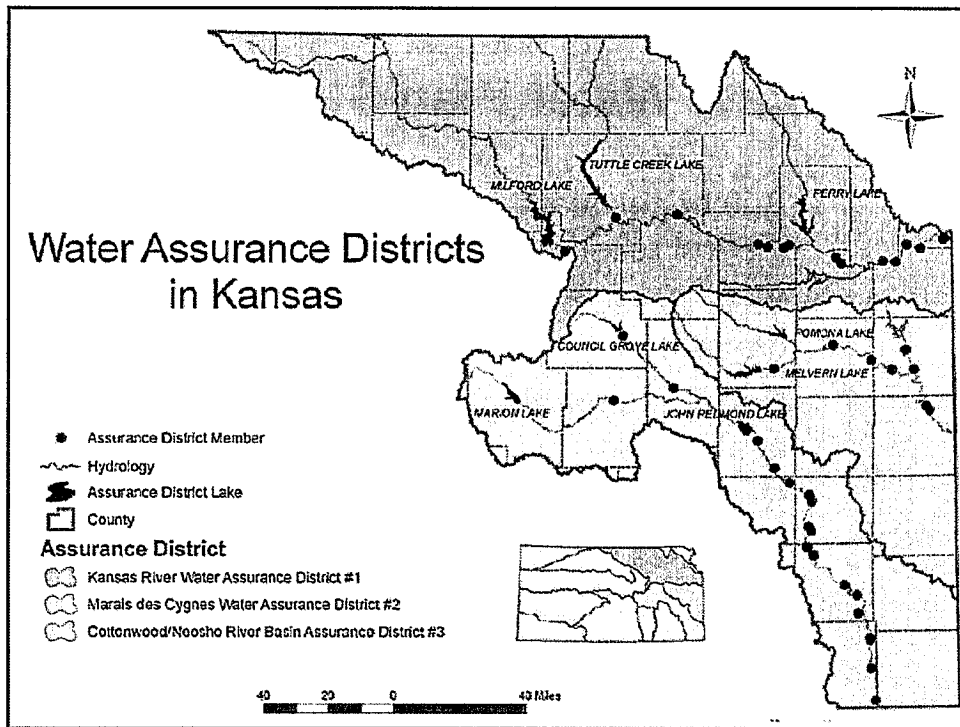 N
TUTTLE CREEK LAKE
MILFORD LAKE
PERRY LAKE
Water Assurance Districts
in Kansas
POMONA LAKE
COUNCIL GROVE LAKE
MELVERN LAKE
MARION LAKE
JOHN REDMOND LAKE
Assurance District Member
Hydrology
Assurance District Lake
County
Assurance District
Kansas River Water Assurance District #1
Marais des Cygnes Water Assurance District #2
Cottonwood/Noosho River Basin Assurance District #3
40 20 0 40 Miles